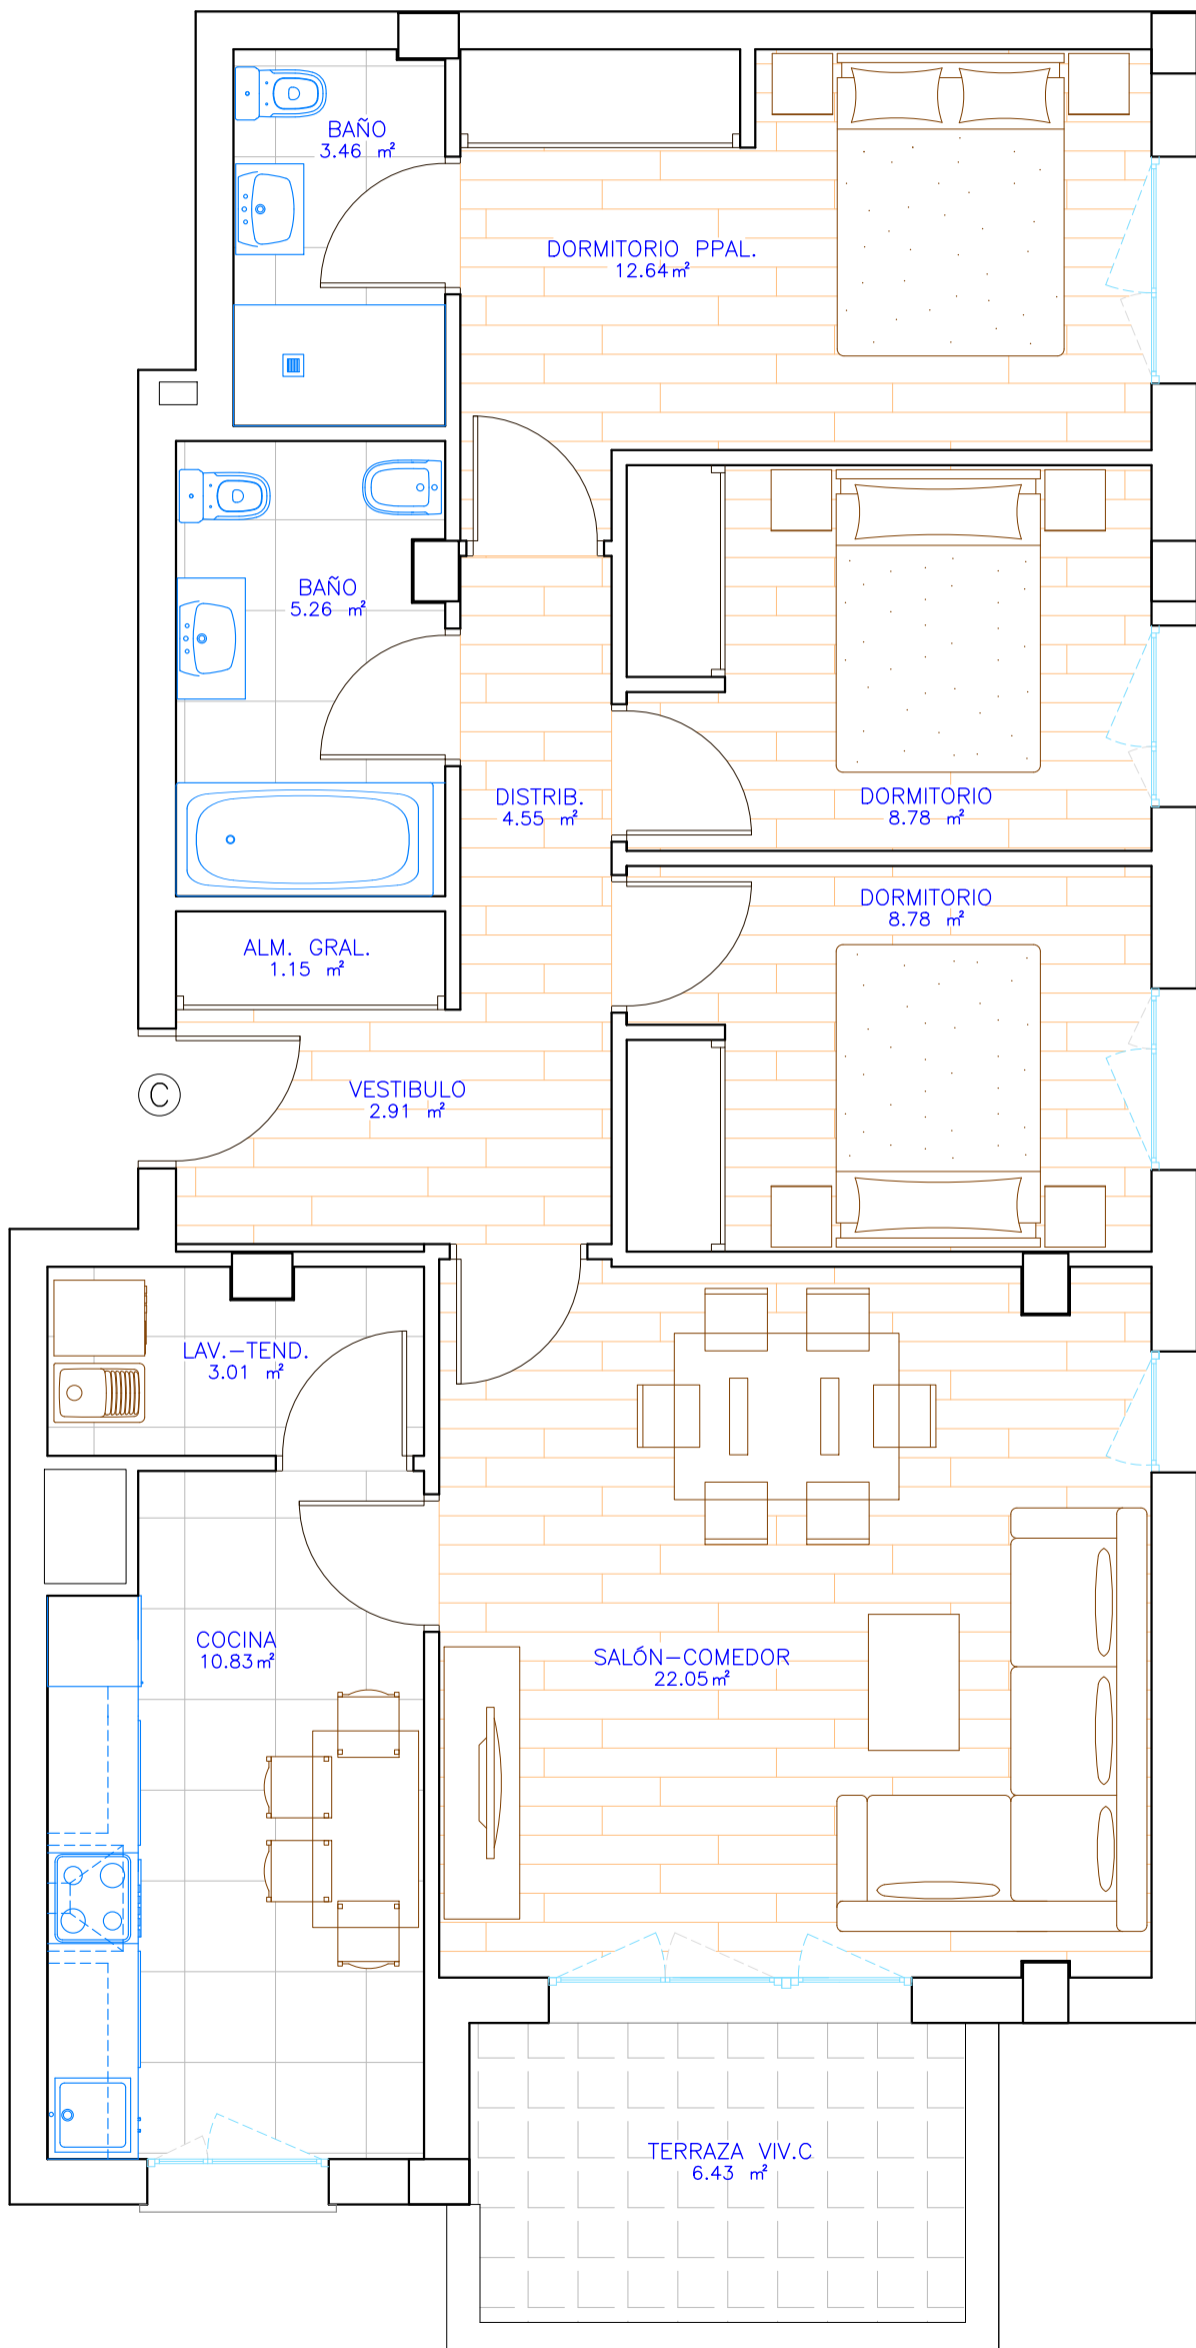 BAÑO
3.46 m²
DORMITORIO PPAL.
12.64 m²
BAÑO
5.26 m²
DISTRIB.
4.55 m²
DORMITORIO
8.78 m²
DORMITORIO
8.78 m²
ALM. GRAL.
1.15 m²
C
VESTIBULO
2.91 m²
LAV.-TEND.
3.01 m²
COCINA
10.83 m²
SALÓN-COMEDOR
22.05 m²
TERRAZA VIV.C
6.43 m²